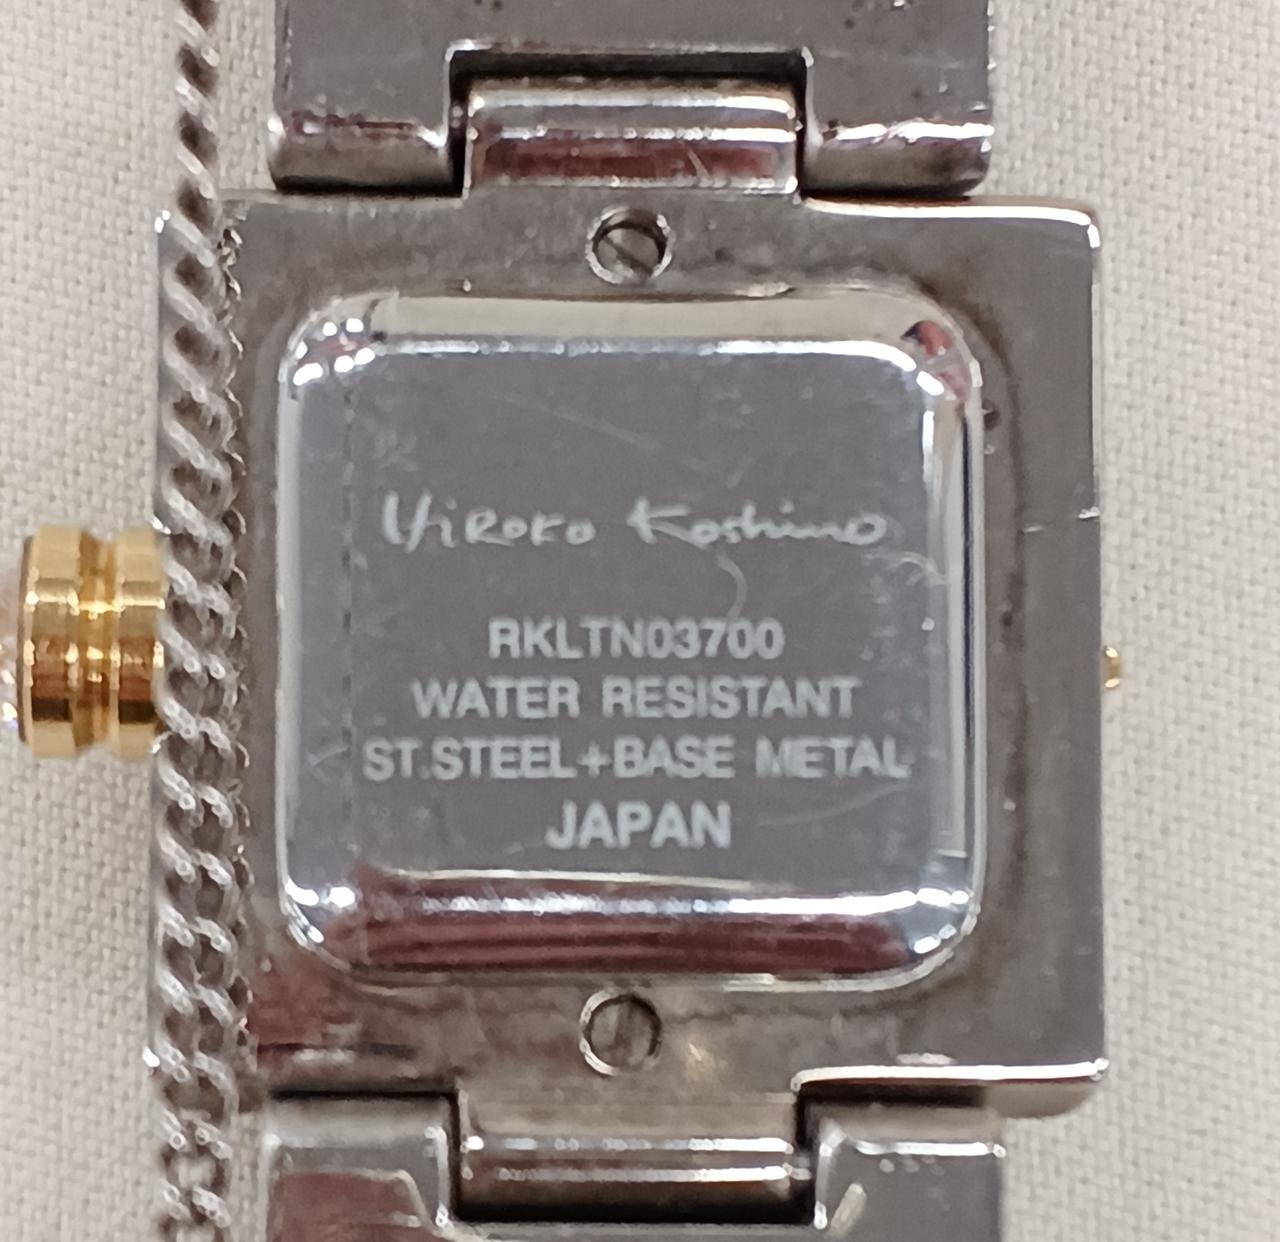 HiRoKo Koshino
RKLTN03700
WATER RESISTANT
ST.STEEL+BASE METAL
JAPAN